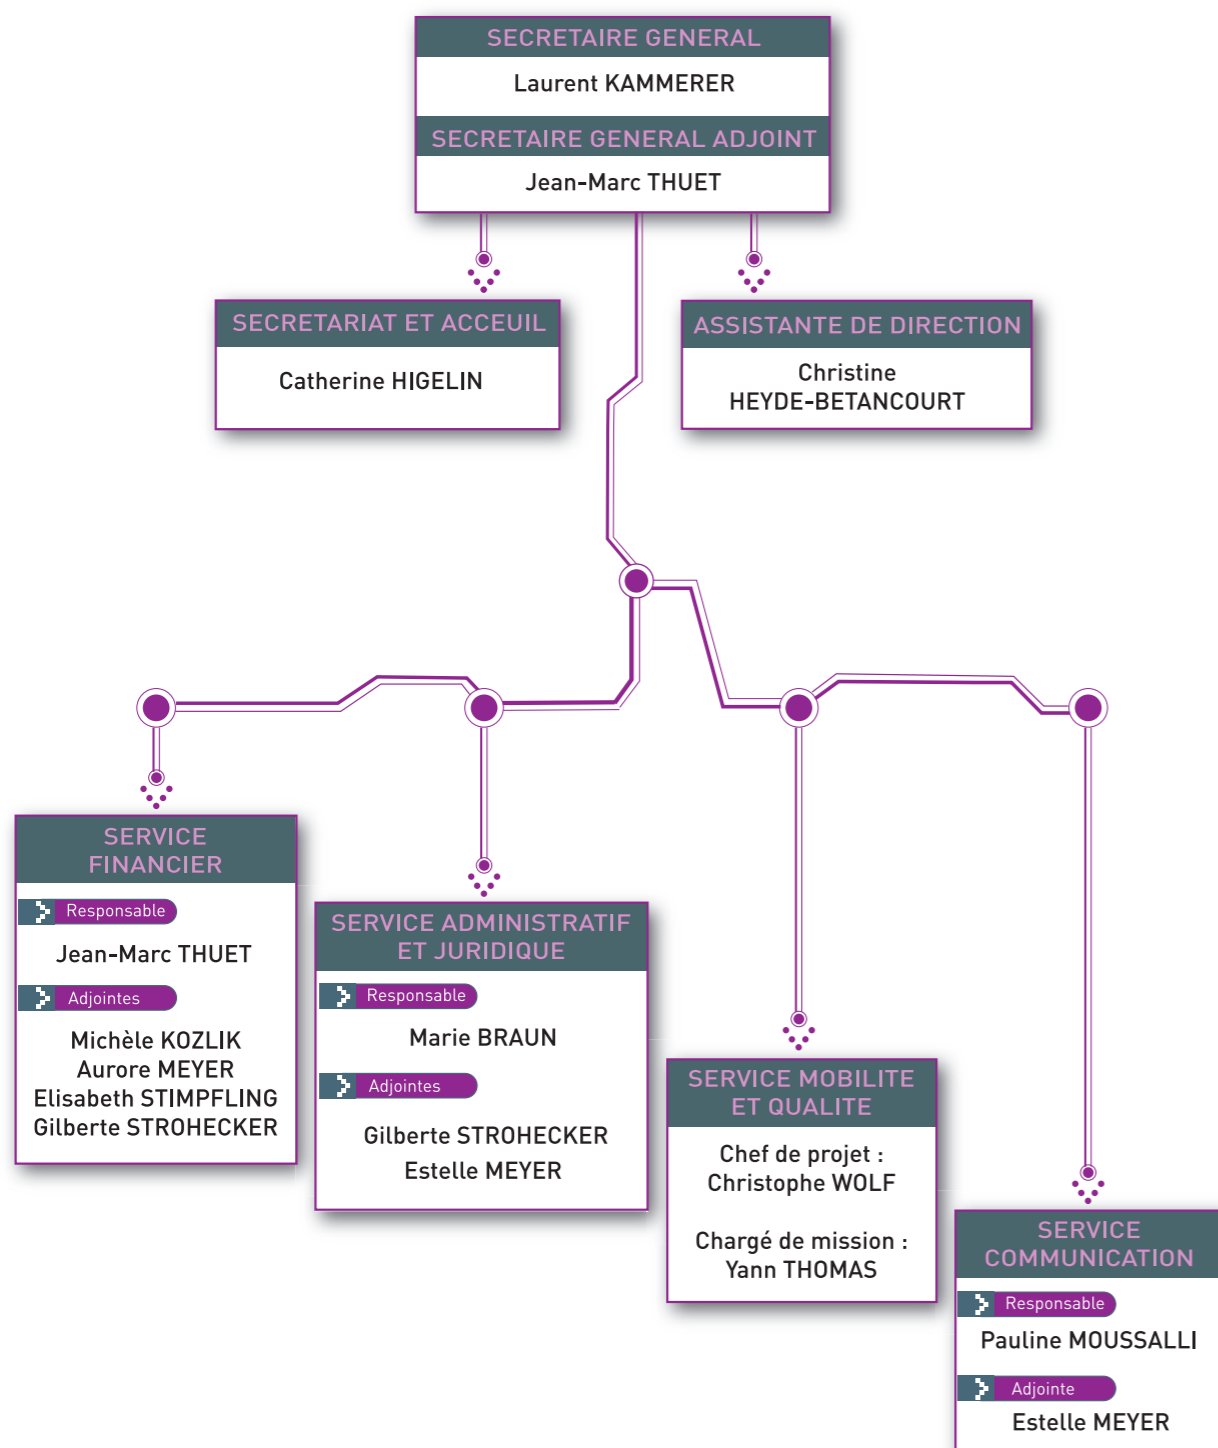 SECRETAIRE GENERAL
Laurent KAMMERER
SECRETAIRE GENERAL ADJOINT
Jean-Marc THUET
SECRETARIAT ET ACCEUIL
Catherine HIGELIN
ASSISTANTE DE DIRECTION
Christine
HEYDE-BETANCOURT
SERVICE
FINANCIER
Responsable
Jean-Marc THUET
Adjointes
Michèle KOZLIK
Aurore MEYER
Elisabeth STIMPFLING
Gilberte STROHECKER
SERVICE ADMINISTRATIF
ET JURIDIQUE
Responsable
Marie BRAUN
Adjointes
Gilberte STROHECKER
Estelle MEYER
SERVICE MOBILITE
ET QUALITE
Chef de projet :
Christophe WOLF
Chargé de mission :
Yann THOMAS
SERVICE
COMMUNICATION
Responsable
Pauline MOUSSALLI
Adjointe
Estelle MEYER